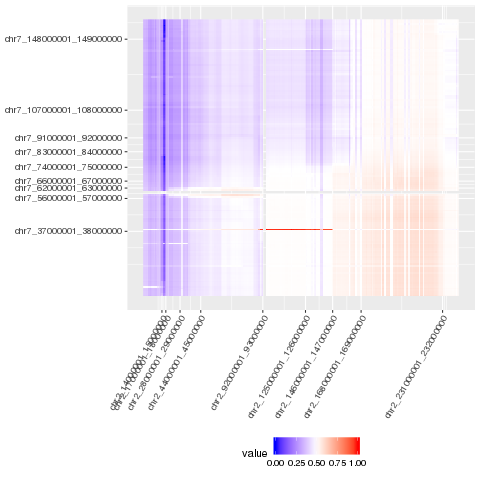 chr7_148000001_149000000
chr7_107000001_108000000
chr7_91000001_92000000
chr7_83000001_84000000
chr7_74000001_75000000
chr7_66000001_67000000
chr7_62000001_63000000
chr7_56000001_57000000
chr7_37000001_38000000
chr2_28000001_29000000
chr2_44000001_45000000
chr2_92000001_93000000
chr2_125000001_126000000
chr2_146000001_147000000
chr2_168000001_169000000
chr2_231000001_232000000
value
0.00 0.25 0.50 0.75 1.00